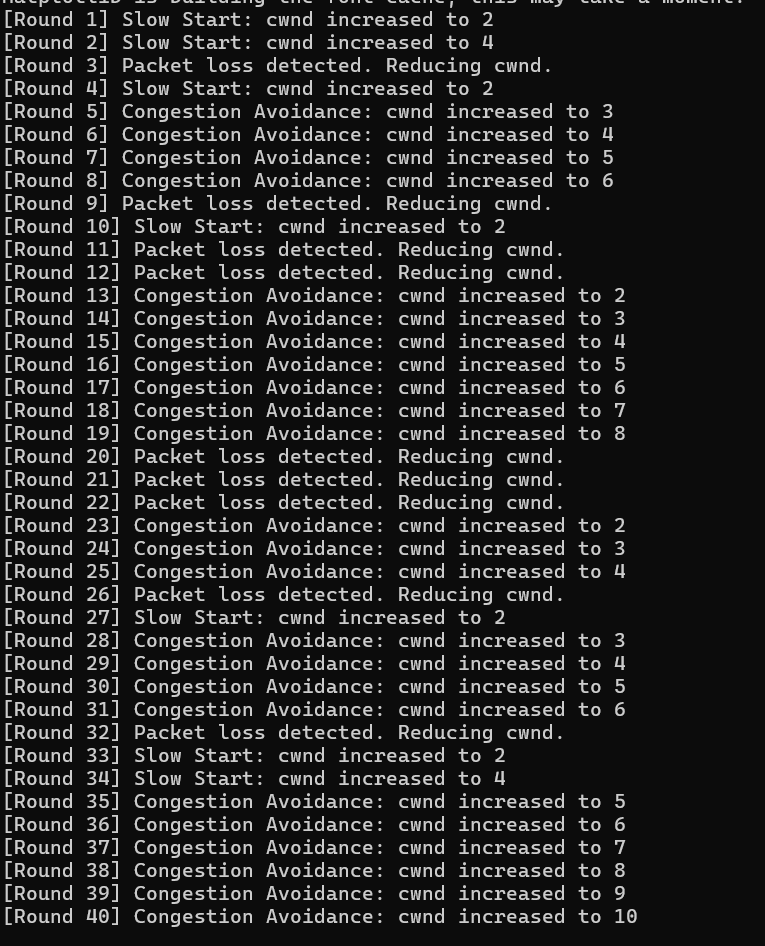 Matplotlib is building the font cache; this may take a moment.
[Round 1] Slow Start: cwnd increased to 2
[Round 2] Slow Start: cwnd increased to 4
[Round 3] Packet loss detected. Reducing cwnd.
[Round 4] Slow Start: cwnd increased to 2
[Round 5] Congestion Avoidance: cwnd increased to 3
[Round 6] Congestion Avoidance: cwnd increased to 4
[Round 7] Congestion Avoidance: cwnd increased to 5
[Round 8] Congestion Avoidance: cwnd increased to 6
[Round 9] Packet loss detected. Reducing cwnd.
[Round 10] Slow Start: cwnd increased to 2
[Round 11] Packet loss detected. Reducing cwnd.
[Round 12] Packet loss detected. Reducing cwnd.
[Round 13] Congestion Avoidance: cwnd increased to 2
[Round 14] Congestion Avoidance: cwnd increased to 3
[Round 15] Congestion Avoidance: cwnd increased to 4
[Round 16] Congestion Avoidance: cwnd increased to 5
[Round 17] Congestion Avoidance: cwnd increased to 6
[Round 18] Congestion Avoidance: cwnd increased to 7
[Round 19] Congestion Avoidance: cwnd increased to 8
[Round 20] Packet loss detected. Reducing cwnd.
[Round 21] Packet loss detected. Reducing cwnd.
[Round 22] Packet loss detected. Reducing cwnd.
[Round 23] Congestion Avoidance: cwnd increased to 2
[Round 24] Congestion Avoidance: cwnd increased to 3
[Round 25] Congestion Avoidance: cwnd increased to 4
[Round 26] Packet loss detected. Reducing cwnd.
[Round 27] Slow Start: cwnd increased to 2
[Round 28] Congestion Avoidance: cwnd increased to 3
[Round 29] Congestion Avoidance: cwnd increased to 4
[Round 30] Congestion Avoidance: cwnd increased to 5
[Round 31] Congestion Avoidance: cwnd increased to 6
[Round 32] Packet loss detected. Reducing cwnd.
[Round 33] Slow Start: cwnd increased to 2
[Round 34] Slow Start: cwnd increased to 4
[Round 35] Congestion Avoidance: cwnd increased to 5
[Round 36] Congestion Avoidance: cwnd increased to 6
[Round 37] Congestion Avoidance: cwnd increased to 7
[Round 38] Congestion Avoidance: cwnd increased to 8
[Round 39] Congestion Avoidance: cwnd increased to 9
[Round 40] Congestion Avoidance: cwnd increased to 10